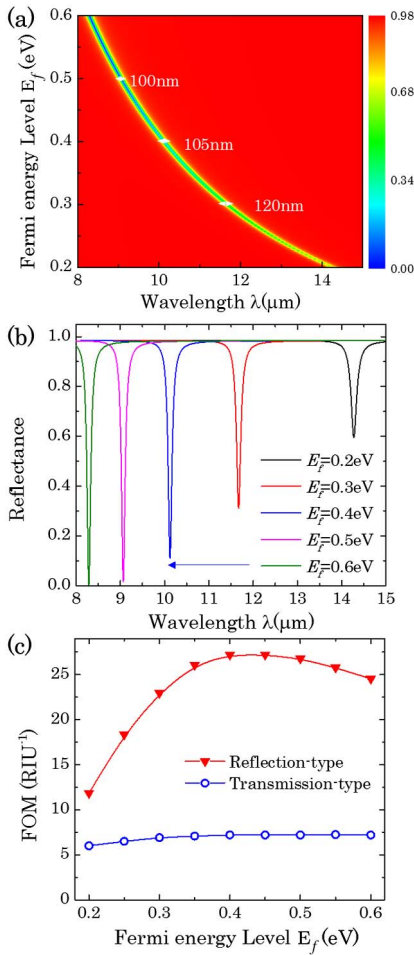 (a)
Fermi energy Level E_f (eV)
0.6
0.5
0.4
0.3
0.2
100nm
105nm
120nm
0.98
0.68
0.34
0.00
8 10 12 14
Wavelength λ(μm)
(b)
Reflectance
1.0
0.8
0.6
0.4
0.2
0.0
E_f=0.2eV
E_f=0.3eV
E_f=0.4eV
E_f=0.5eV
E_f=0.6eV
8 9 10 11 12 13 14 15
Wavelength λ(μm)
(c)
FOM (RIU⁻¹)
25
20
15
10
5
0
Reflection-type
Transmission-type
0.2 0.3 0.4 0.5 0.6
Fermi energy Level E_f (eV)